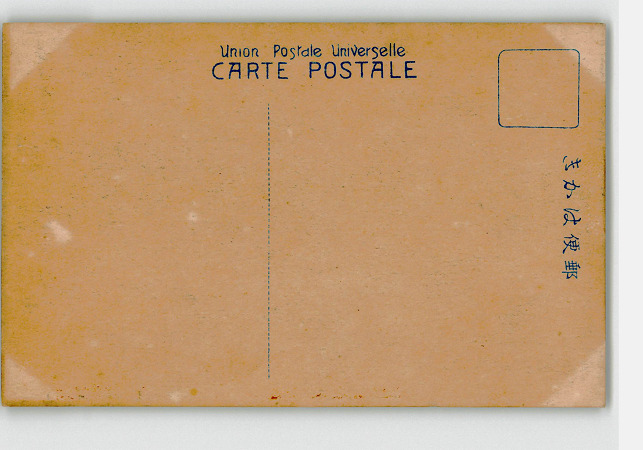 Union Postale Universelle
CARTE POSTALE
郵便はかき